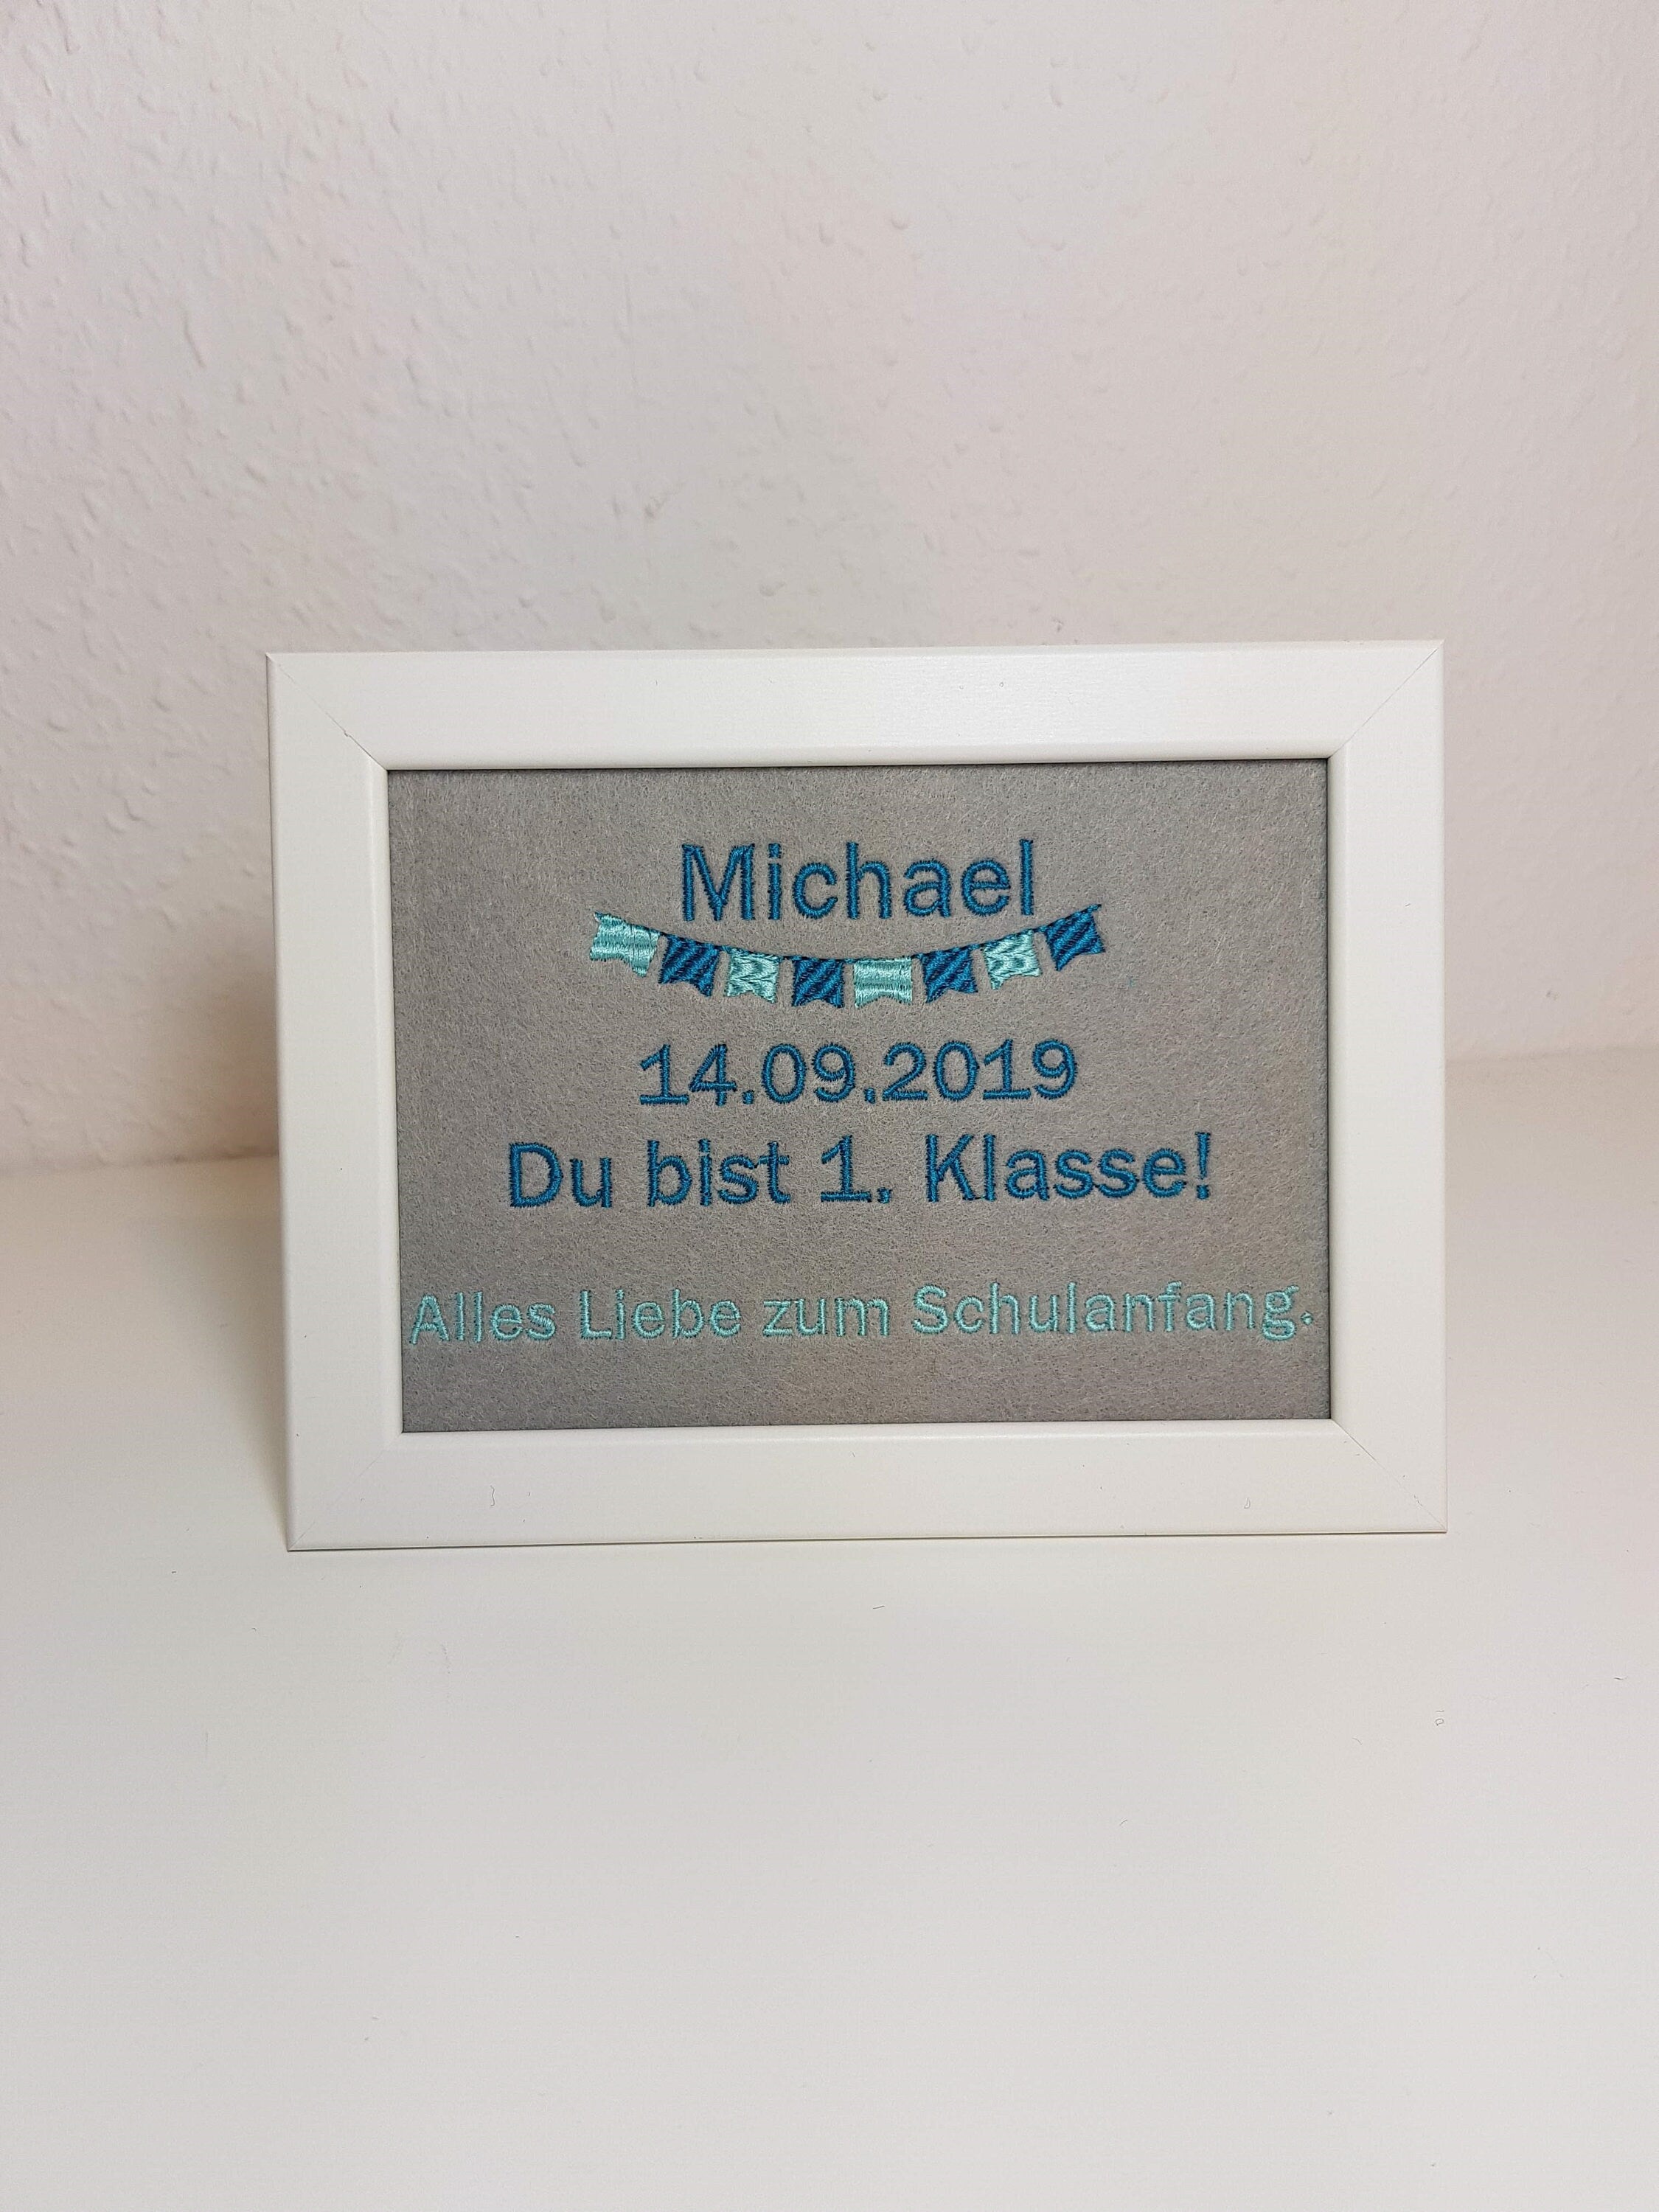 Michael
14.09.2019
Du bist 1. Klasse!
Alles Liebe zum Schulanfang.